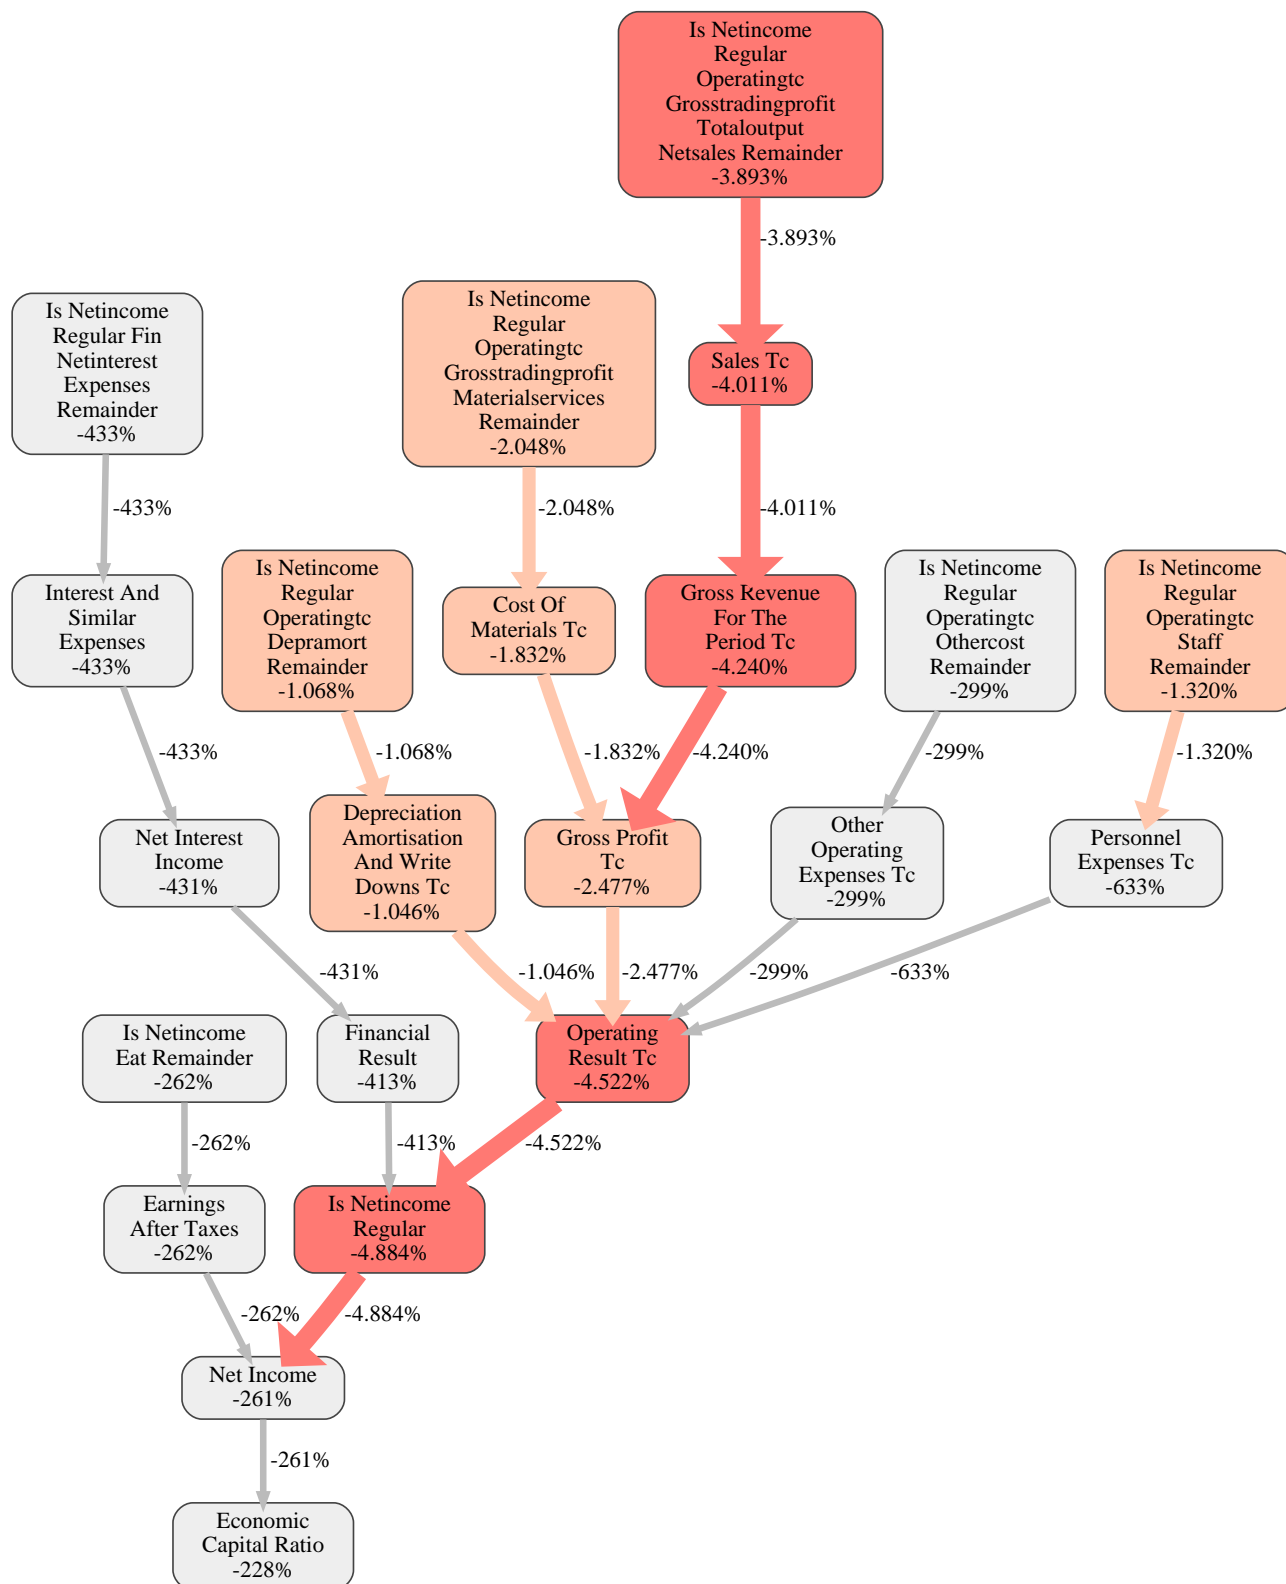 Is Netincome
Regular
Operatingtc
Grosstradingprofit
Totaloutput
Netsales Remainder
-3.893%
-3.893%
Is Netincome
Regular Fin
Netinterest
Expenses
Remainder
-433%
Is Netincome
Regular
Operatingtc
Grosstradingprofit
Materialservices
Remainder
-2.048%
Sales Tc
-4.011%
-433%
-2.048%
-4.011%
Interest And
Similar
Expenses
-433%
Is Netincome
Regular
Operatingtc
Depramort
Remainder
-1.068%
Cost Of
Materials Tc
-1.832%
Gross Revenue
For The
Period Tc
-4.240%
Is Netincome
Regular
Operatingtc
Othercost
Remainder
-299%
Is Netincome
Regular
Operatingtc
Staff
Remainder
-1.320%
-433%
-1.068%
-1.832%
-4.240%
-299%
-1.320%
Net Interest
Income
-431%
Depreciation
Amortisation
And Write
Downs Tc
-1.046%
Gross Profit
Tc
-2.477%
Other
Operating
Expenses Tc
-299%
Personnel
Expenses Tc
-633%
-431%
-1.046%
-2.477%
-299%
-633%
Is Netincome
Eat Remainder
-262%
Financial
Result
-413%
Operating
Result Tc
-4.522%
-262%
-413%
-4.522%
Earnings
After Taxes
-262%
Is Netincome
Regular
-4.884%
-262%
-4.884%
Net Income
-261%
-261%
Economic
Capital Ratio
-228%